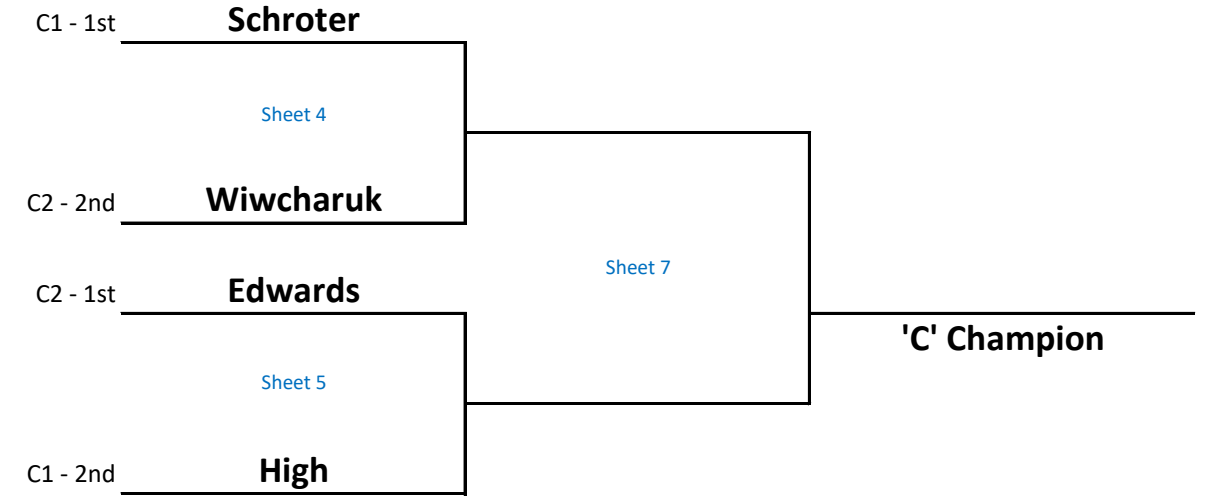 C1 - 1st Schroter
Sheet 4
C2 - 2nd Wiwcharuk
Sheet 7
C2 - 1st Edwards
'C' Champion
Sheet 5
C1 - 2nd High